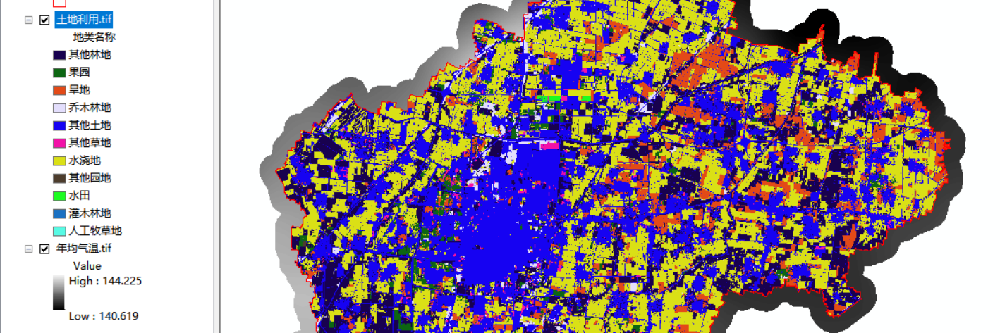 土地利用.tif
地类名称
其他林地
果园
旱地
乔木林地
其他土地
其他草地
水浇地
其他园地
水田
灌木林地
人工牧草地
年均气温.tif
Value
High : 144.225
Low : 140.619